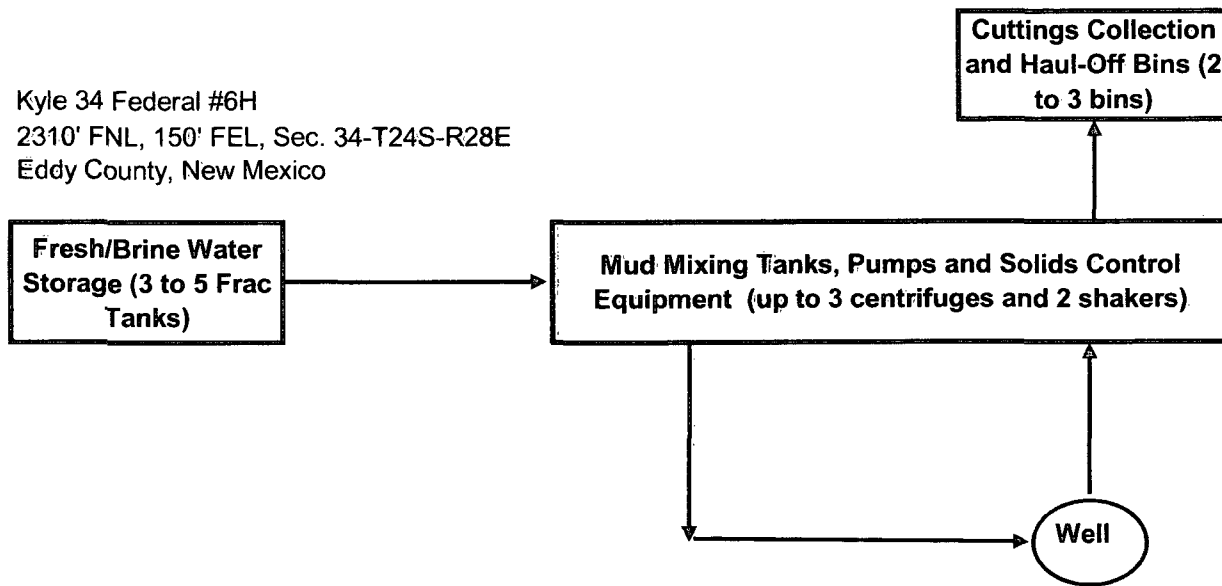 Cuttings Collection
and Haul-Off Bins (2
to 3 bins)
Kyle 34 Federal #6H
2310' FNL, 150' FEL, Sec. 34-T24S-R28E
Eddy County, New Mexico
Fresh/Brine Water
Storage (3 to 5 Frac
Tanks)
Mud Mixing Tanks, Pumps and Solids Control
Equipment (up to 3 centrifuges and 2 shakers)
Well